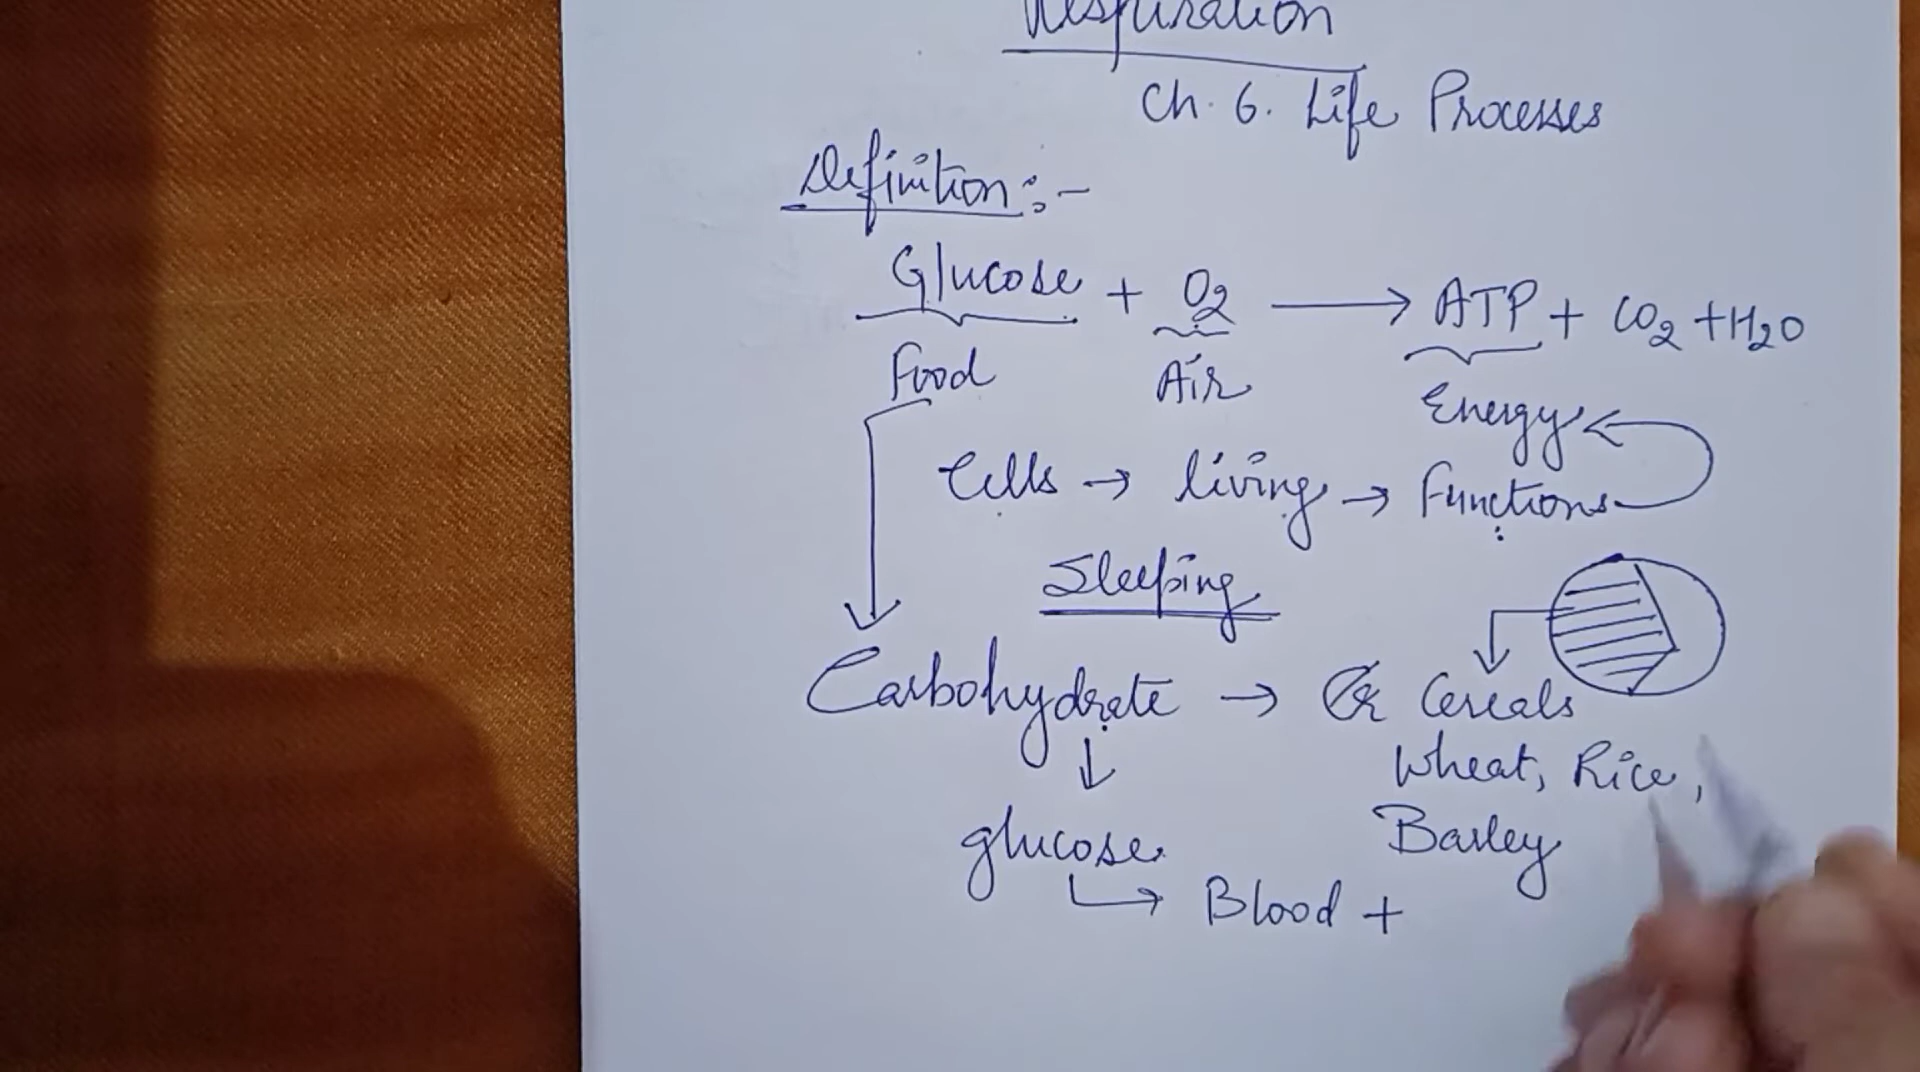 Respiration
Ch. 6. Life Processes
Definition :-
Glucose + O2 → ATP + CO2 + H2O
Food Air Energy
Cells → living → Functions
Sleeping
Carbohydrate → Cereals
Wheat, Rice,
Barley
glucose
Blood +